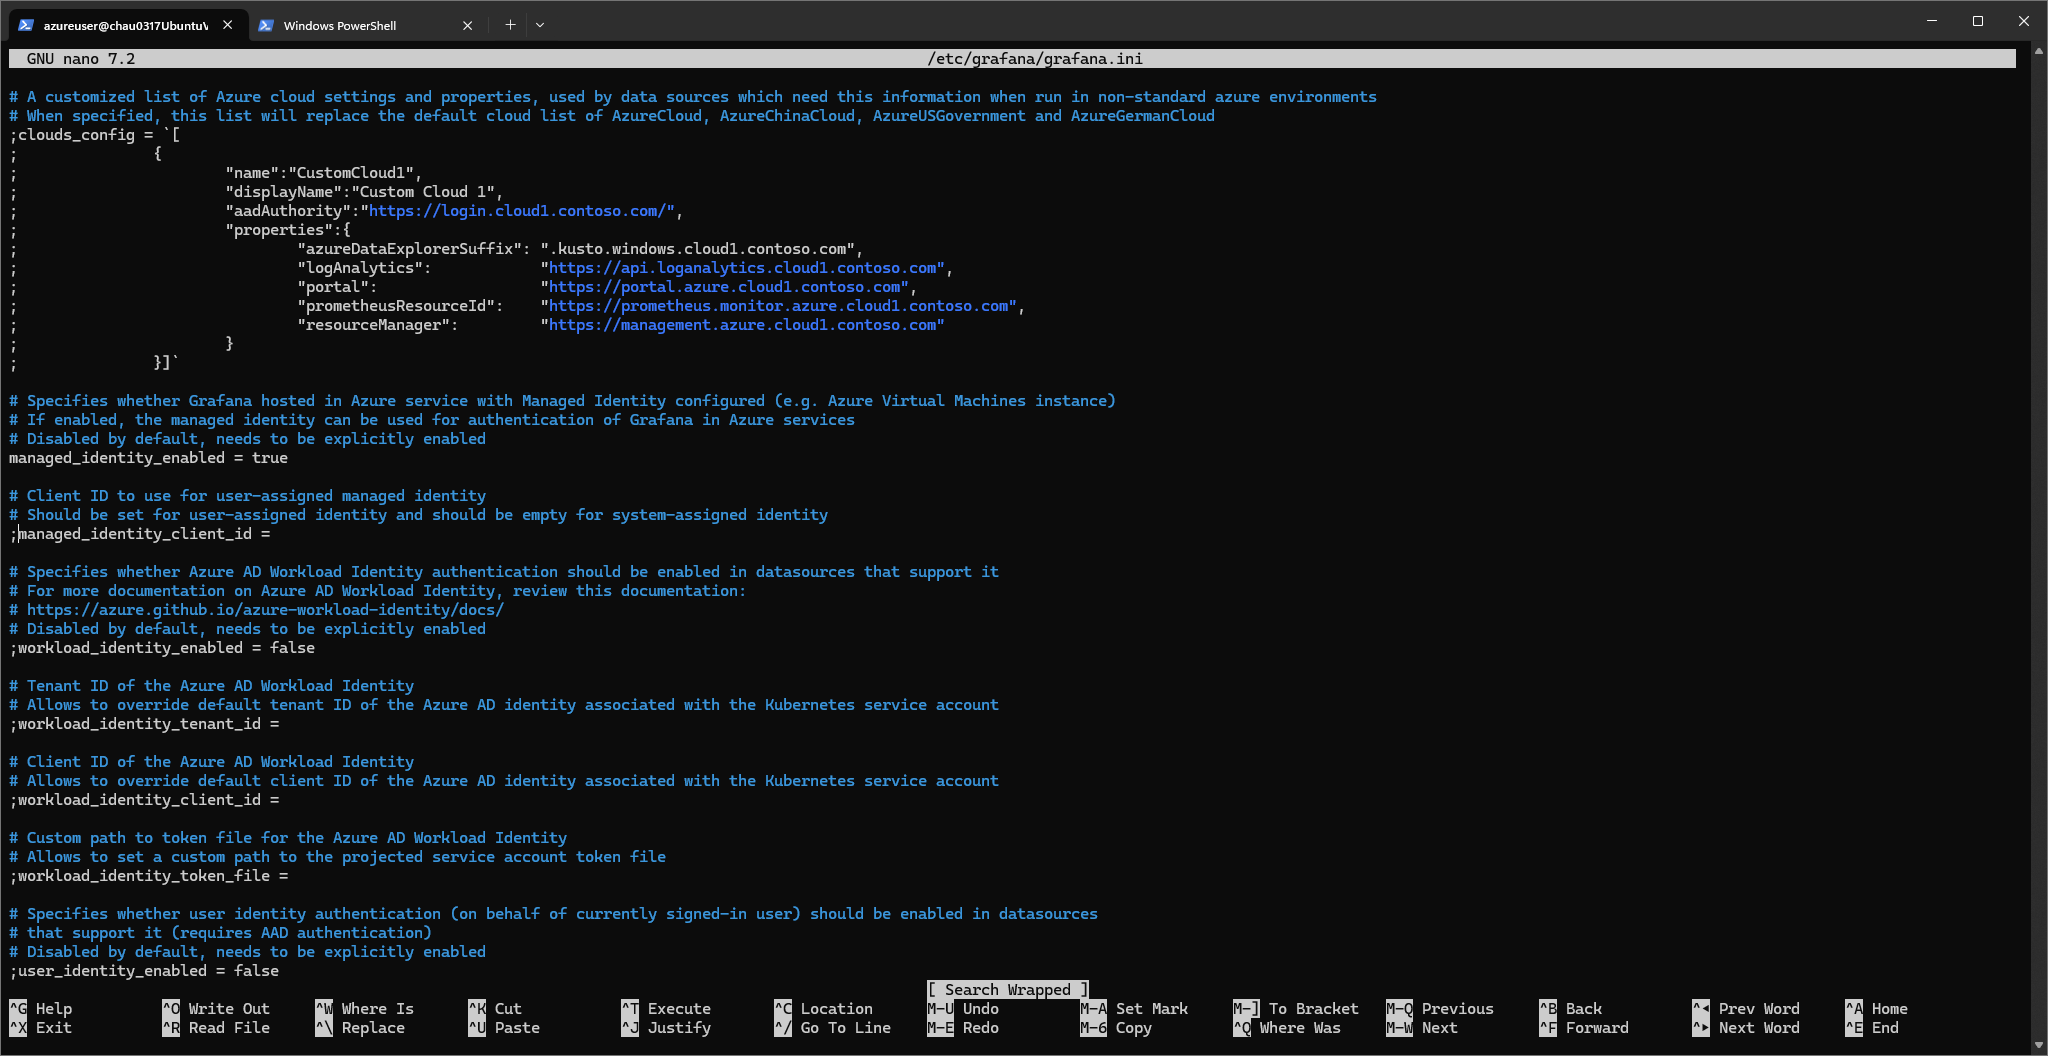 azureuser@chau0317UbuntuV
Windows PowerShell
GNU nano 7.2 /etc/grafana/grafana.ini
# A customized list of Azure cloud settings and properties, used by data sources which need this information when run in non-standard azure environments
# When specified, this list will replace the default cloud list of AzureCloud, AzureChinaCloud, AzureUSGovernment and AzureGermanCloud
;clouds_config = `[
; {
; "name":"CustomCloud1",
; "displayName":"Custom Cloud 1",
; "aadAuthority":"https://login.cloud1.contoso.com/",
; "properties":{
; "azureDataExplorerSuffix": ".kusto.windows.cloud1.contoso.com",
; "logAnalytics": "https://api.loganalytics.cloud1.contoso.com",
; "portal": "https://portal.azure.cloud1.contoso.com",
; "prometheusResourceId": "https://prometheus.monitor.azure.cloud1.contoso.com",
; "resourceManager": "https://management.azure.cloud1.contoso.com"
; }
; }]`
# Specifies whether Grafana hosted in Azure service with Managed Identity configured (e.g. Azure Virtual Machines instance)
# If enabled, the managed identity can be used for authentication of Grafana in Azure services
# Disabled by default, needs to be explicitly enabled
managed_identity_enabled = true
# Client ID to use for user-assigned managed identity
# Should be set for user-assigned identity and should be empty for system-assigned identity
;managed_identity_client_id =
# Specifies whether Azure AD Workload Identity authentication should be enabled in datasources that support it
# For more documentation on Azure AD Workload Identity, review this documentation:
# https://azure.github.io/azure-workload-identity/docs/
# Disabled by default, needs to be explicitly enabled
;workload_identity_enabled = false
# Tenant ID of the Azure AD Workload Identity
# Allows to override default tenant ID of the Azure AD identity associated with the Kubernetes service account
;workload_identity_tenant_id =
# Client ID of the Azure AD Workload Identity
# Allows to override default client ID of the Azure AD identity associated with the Kubernetes service account
;workload_identity_client_id =
# Custom path to token file for the Azure AD Workload Identity
# Allows to set a custom path to the projected service account token file
;workload_identity_token_file =
# Specifies whether user identity authentication (on behalf of currently signed-in user) should be enabled in datasources
# that support it (requires AAD authentication)
# Disabled by default, needs to be explicitly enabled
;user_identity_enabled = false
[ Search Wrapped ]
^G Help ^O Write Out ^W Where Is ^K Cut ^T Execute ^C Location M-U Undo M-A Set Mark M-] To Bracket M-Q Previous ^B Back ^◂ Prev Word ^A Home
^X Exit ^R Read File ^\ Replace ^U Paste ^J Justify ^/ Go To Line M-E Redo M-6 Copy ^Q Where Was M-W Next ^F Forward ^▸ Next Word ^E End